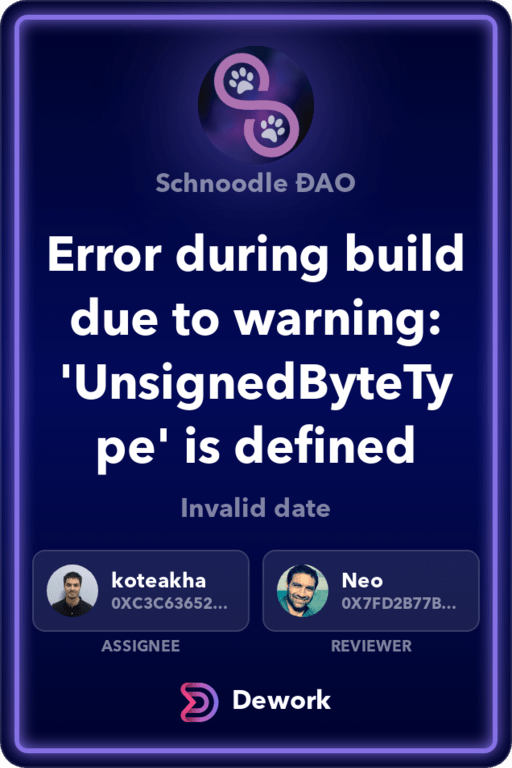 Schnoodle ÐAO
Error during build
due to warning:
'UnsignedByteTy
pe' is defined
Invalid date
koteakha
0XC3C63652...
Neo
0X7FD2B77B...
ASSIGNEE
REVIEWER
Dework